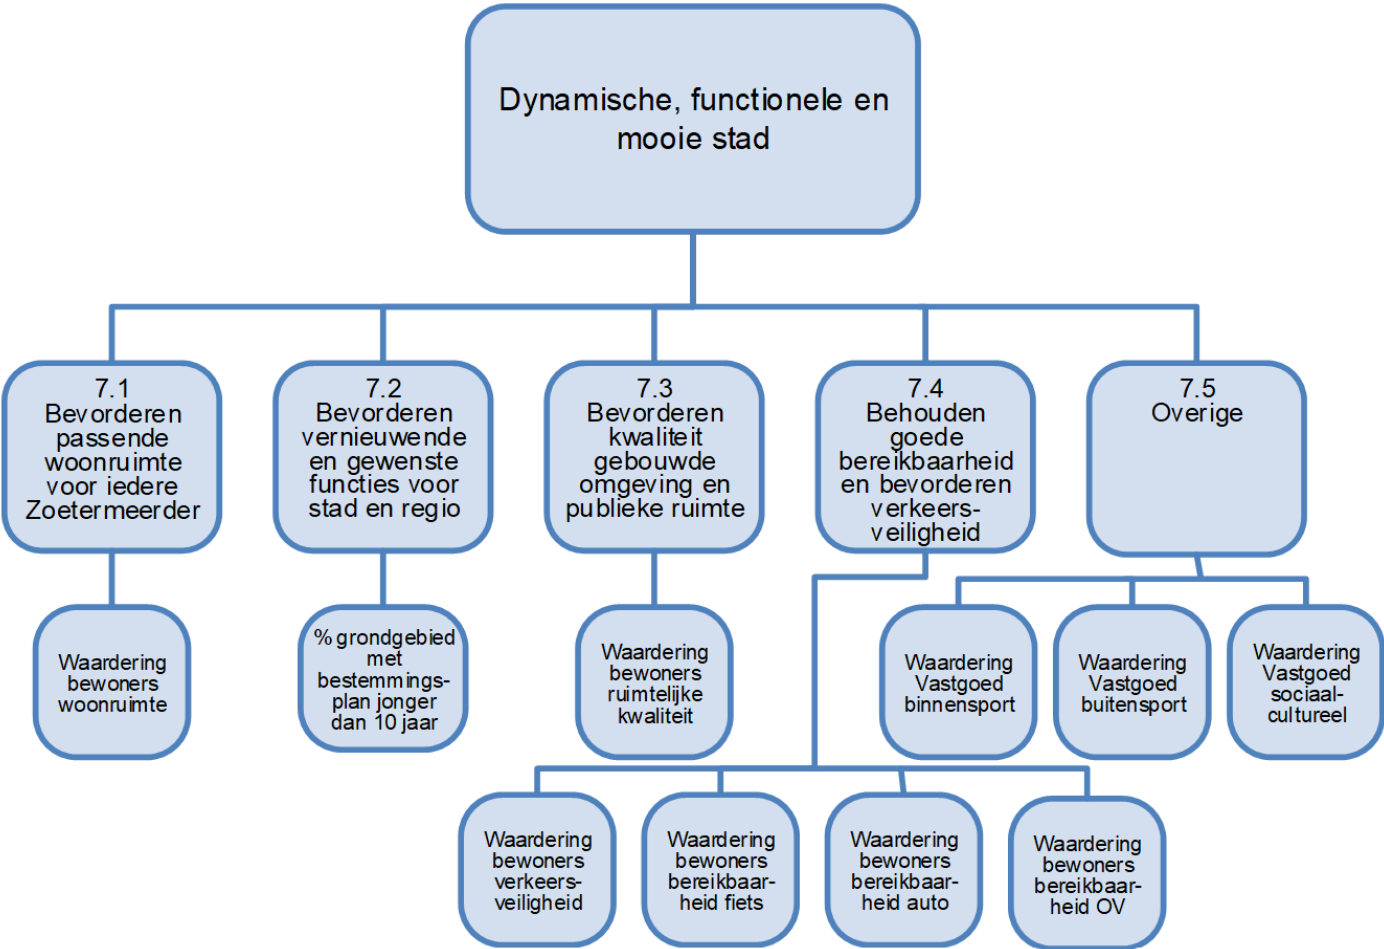 Dynamische, functionele en
mooie stad
7.1
Bevorderen
passende
woonruimte
voor iedere
Zoetermeerder
7.2
Bevorderen
vernieuwende
en gewenste
functies voor
stad en regio
7.3
Bevorderen
kwaliteit
gebouwde
omgeving en
publieke ruimte
7.4
Behouden
goede
bereikbaarheid
en bevorderen
verkeers-
veiligheid
7.5
Overige
Waardering
bewoners
woonruimte
% grondgebied
met
bestemmings-
plan jonger
dan 10 jaar
Waardering
bewoners
ruimtelijke
kwaliteit
Waardering
Vastgoed
binnensport
Waardering
Vastgoed
buitensport
Waardering
Vastgoed
sociaal-
cultureel
Waardering
bewoners
verkeers-
veiligheid
Waardering
bewoners
bereikbaar-
heid fiets
Waardering
bewoners
bereikbaar-
heid auto
Waardering
bewoners
bereikbaar-
heid OV